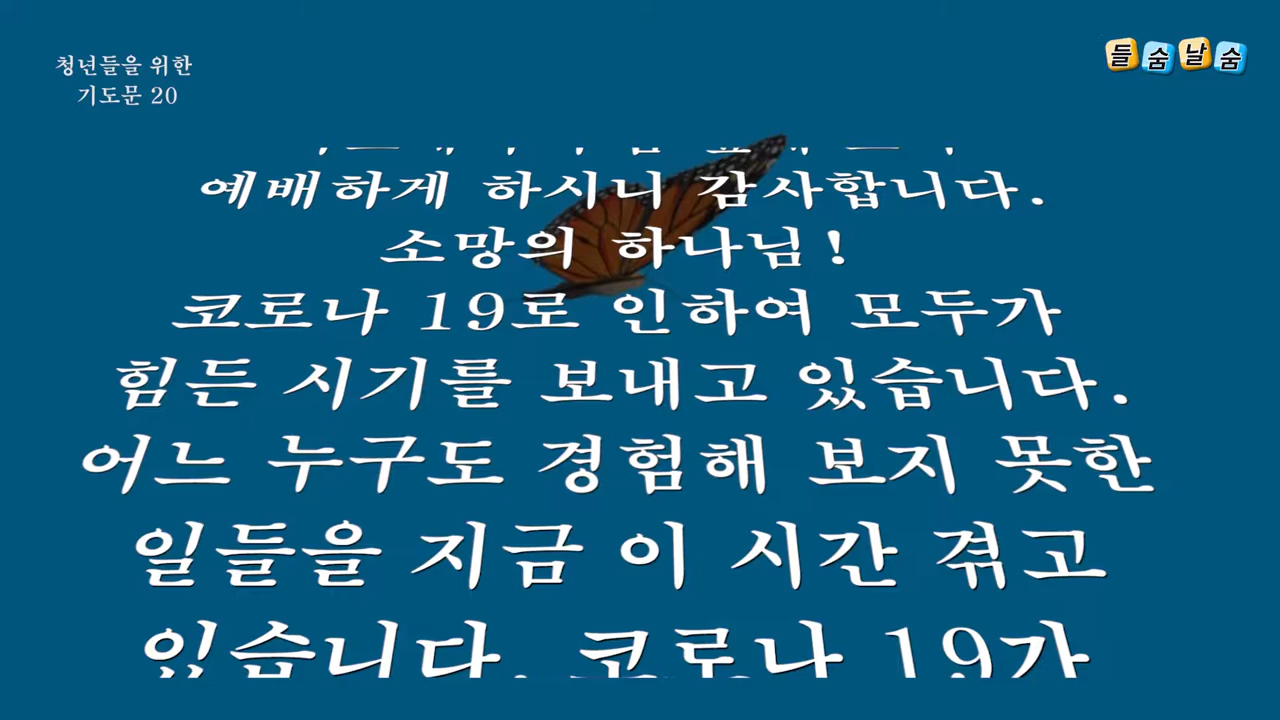 청년들을 위한
기도문 20
들숨날숨
예배하게 하시니 감사합니다.
소망의 하나님!
코로나 19로 인하여 모두가
힘든 시기를 보내고 있습니다.
어느 누구도 경험해 보지 못한
일들을 지금 이 시간 겪고
있습니다. 코로나 19가